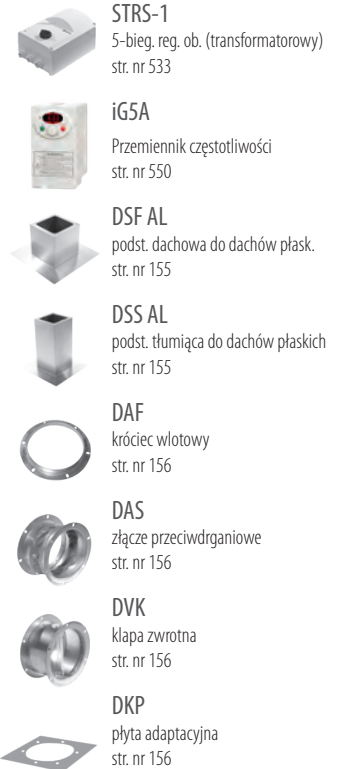 STRS-1
5-bieg. reg. ob. (transformatorowy)
str. nr 533
iG5A
Przemiennik częstotliwości
str. nr 550
DSF AL
podst. dachowa do dachów płask.
str. nr 155
DSS AL
podst. tłumiąca do dachów płaskich
str. nr 155
DAF
króciec wlotowy
str. nr 156
DAS
złącze przeciwdrganiowe
str. nr 156
DVK
klapa zwrotna
str. nr 156
DKP
płyta adaptacyjna
str. nr 156